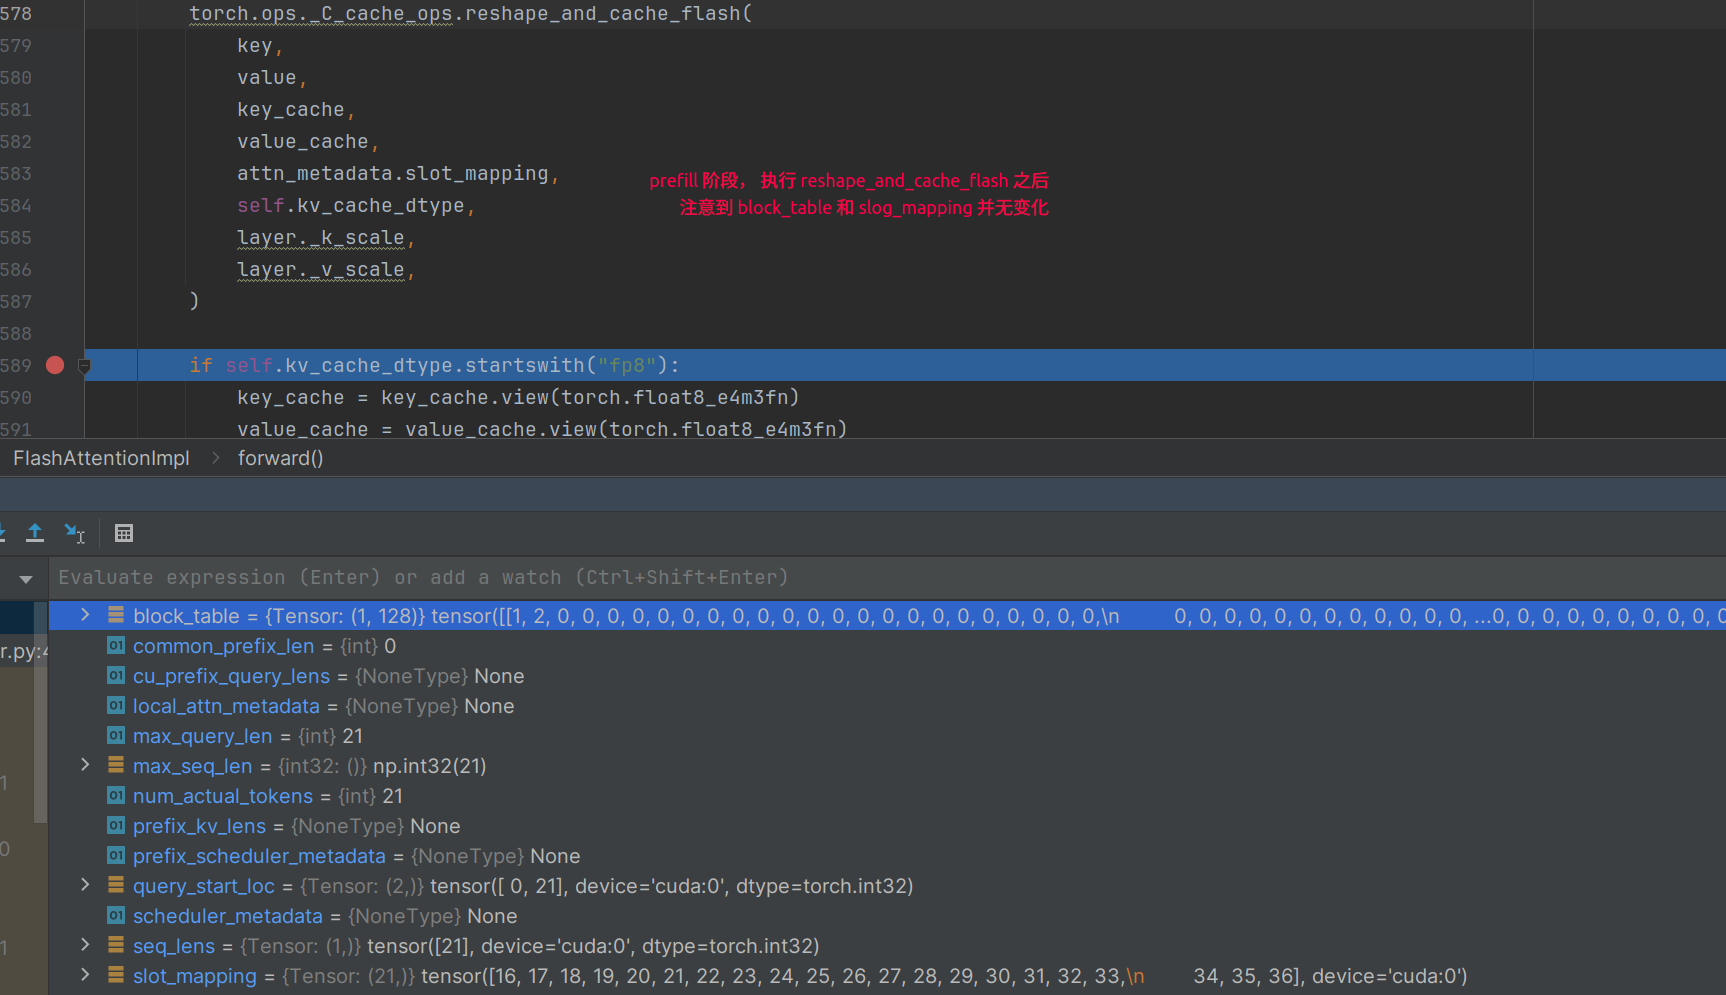 578 torch.ops._C_cache_ops.reshape_and_cache_flash(
579 key,
580 value,
581 key_cache,
582 value_cache,
583 attn_metadata.slot_mapping,
584 self.kv_cache_dtype,
585 layer._k_scale,
586 layer._v_scale,
587 )
588
prefill 阶段， 执行 reshape_and_cache_flash 之后
注意到 block_table 和 slog_mapping 并无变化
589 if self.kv_cache_dtype.startswith("fp8"):
590 key_cache = key_cache.view(torch.float8_e4m3fn)
591 value_cache = value_cache.view(torch.float8_e4m3fn)
FlashAttentionImpl > forward()
Evaluate expression (Enter) or add a watch (Ctrl+Shift+Enter)
block_table = {Tensor: (1, 128)} tensor([[1, 2, 0, 0, 0, 0, 0, 0, 0, 0, 0, 0, 0, 0, 0, 0, 0, 0, 0, 0, 0, 0, 0, 0,\n 0, 0, 0, 0, 0, 0, 0, 0, 0, 0, 0, 0, ...0, 0, 0, 0, 0, 0, 0, 0, 0, 0
01 common_prefix_len = {int} 0
01 cu_prefix_query_lens = {NoneType} None
r.py:4
01 local_attn_metadata = {NoneType} None
01 max_query_len = {int} 21
max_seq_len = {int32: ()} np.int32(21)
01 num_actual_tokens = {int} 21
01 prefix_kv_lens = {NoneType} None
01 prefix_scheduler_metadata = {NoneType} None
query_start_loc = {Tensor: (2,)} tensor([ 0, 21], device='cuda:0', dtype=torch.int32)
01 scheduler_metadata = {NoneType} None
seq_lens = {Tensor: (1,)} tensor([21], device='cuda:0', dtype=torch.int32)
slot_mapping = {Tensor: (21,)} tensor([16, 17, 18, 19, 20, 21, 22, 23, 24, 25, 26, 27, 28, 29, 30, 31, 32, 33,\n 34, 35, 36], device='cuda:0')